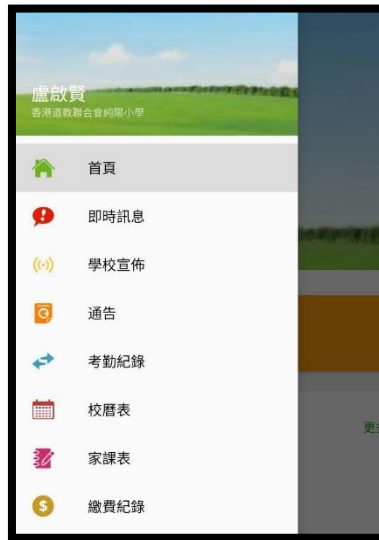 盧啟賢
香港道教聯合會純陽小學
首頁
即時訊息
學校宣佈
通告
考勤紀錄
校曆表
家課表
繳費紀錄
更